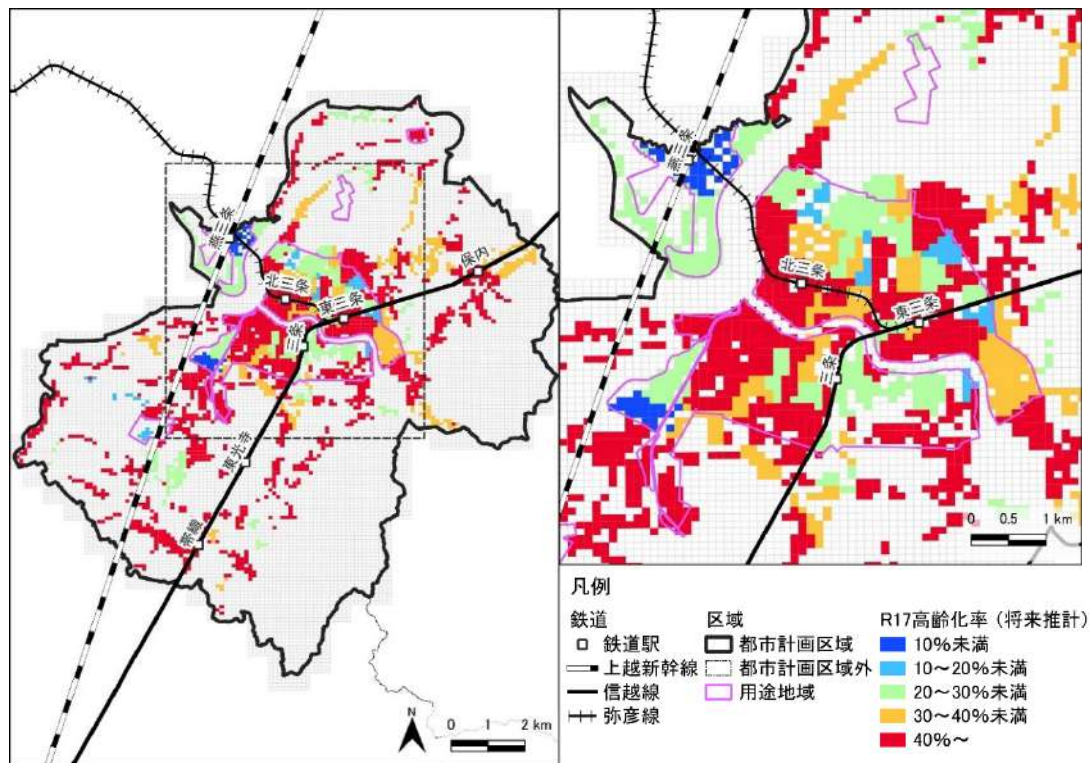 燕三条
北三条
東三条
保内
三条
東光寺
帯織
N
0 1 2 km
燕三条
北三条
東三条
三条
0 0.5 1 km
凡例
鉄道
鉄道駅
上越新幹線
信越線
弥彦線
区域
都市計画区域
都市計画区域外
用途地域
R17高齢化率（将来推計）
10%未満
10～20%未満
20～30%未満
30～40%未満
40%～